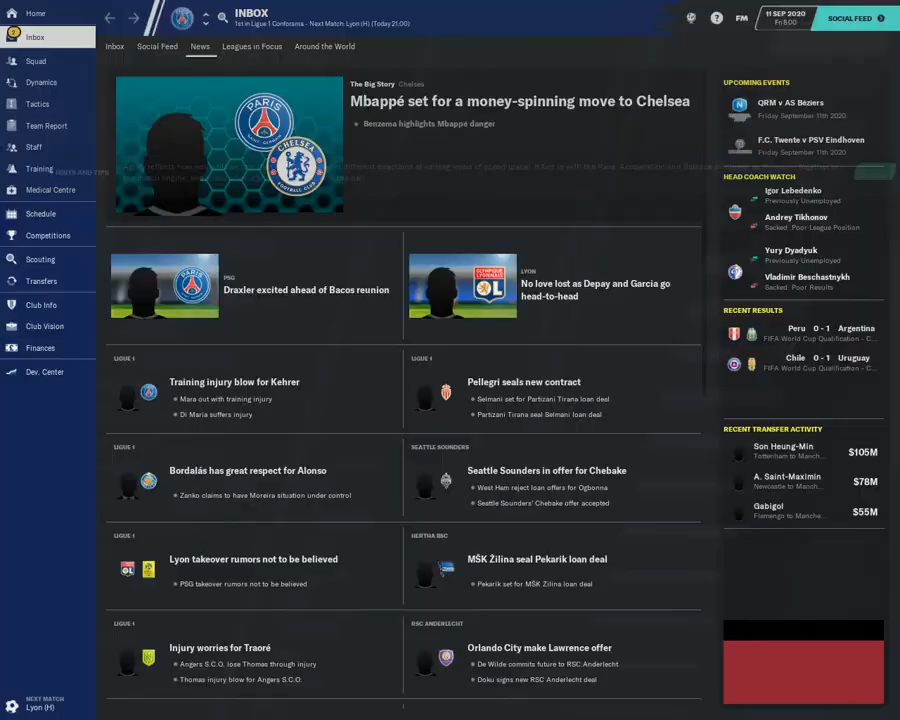 Home
Inbox
Squad
Dynamics
Tactics
Team Report
Staff
Training
Medical Centre
Schedule
Competitions
Scouting
Transfers
Club Info
Club Vision
Finances
Dev. Center
NEXT MATCH
Lyon (H)
INBOX
1st in Ligue 1 Conforama - Next Match: Lyon (H) (Today 21:00)
FM
11 SEP 2020
Fri 8:00
SOCIAL FEED
Inbox Social Feed News Leagues in Focus Around the World
HINTS AND TIPS
PARIS
SAINT-GERMAIN
CHELSEA
FOOTBALL CLUB
The Big Story Chelsea
Mbappé set for a money-spinning move to Chelsea
Benzema highlights Mbappé danger
PSG
Draxler excited ahead of Bacos reunion
LYON
No love lost as Depay and Garcia go
head-to-head
LIGUE 1
Training injury blow for Kehrer
Mara out with training injury
Di Maria suffers injury
LIGUE 1
Pellegri seals new contract
Selmani set for Partizani Tirana loan deal
Partizani Tirana seal Selmani loan deal
LIGUE 1
Bordalás has great respect for Alonso
Zanko claims to have Moreira situation under control
SEATTLE SOUNDERS
Seattle Sounders in offer for Chebake
West Ham reject loan offers for Ogbonna
Seattle Sounders' Chebake offer accepted
LIGUE 1
Lyon takeover rumors not to be believed
PSG takeover rumors not to be believed
HERTHA BSC
MŠK Žilina seal Pekarik loan deal
Pekarik set for MŠK Žilina loan deal
LIGUE 1
Injury worries for Traoré
Angers S.C.O. lose Thomas through injury
Thomas injury blow for Angers S.C.O.
RSC ANDERLECHT
Orlando City make Lawrence offer
De Wilde commits future to RSC Anderlecht
Doku signs new RSC Anderlecht deal
UPCOMING EVENTS
QRM v AS Béziers
Friday September 11th 2020
F.C. Twente v PSV Eindhoven
Friday September 11th 2020
HEAD COACH WATCH
Igor Lebedenko
Previously Unemployed
Andrey Tikhonov
Sacked: Poor League Position
Yury Dyadyuk
Previously Unemployed
Vladimir Beschastnykh
Sacked: Poor Results
RECENT RESULTS
Peru 0 - 1 Argentina
FIFA World Cup Qualification - C...
Chile 0 - 1 Uruguay
FIFA World Cup Qualification - C...
RECENT TRANSFER ACTIVITY
Son Heung-Min
Tottenham to Manch...
$105M
A. Saint-Maximin
Newcastle to Manch...
$78M
Gabigol
Flamengo to Manche...
$55M